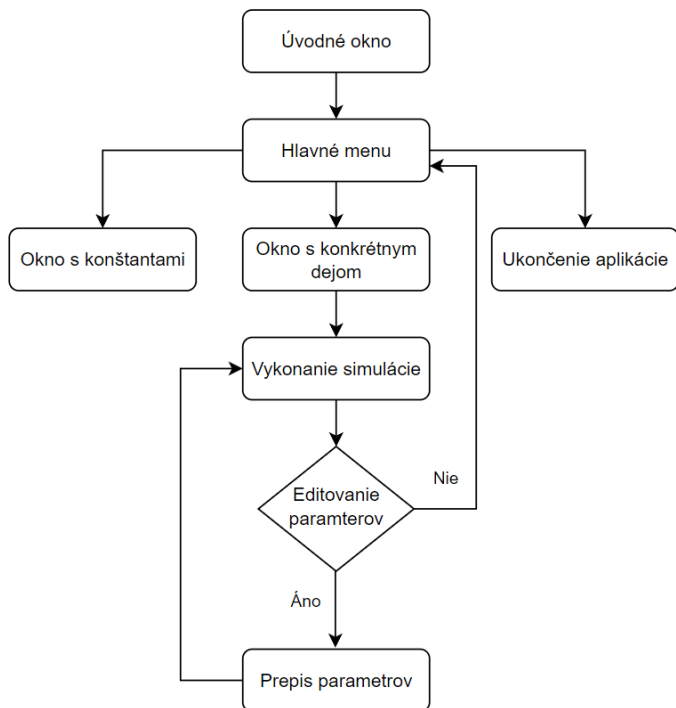 Úvodné okno
Hlavné menu
Okno s konštantami
Okno s konkrétnym
dejom
Ukončenie aplikácie
Vykonanie simulácie
Editovanie
paramterov
Nie
Áno
Prepis parametrov